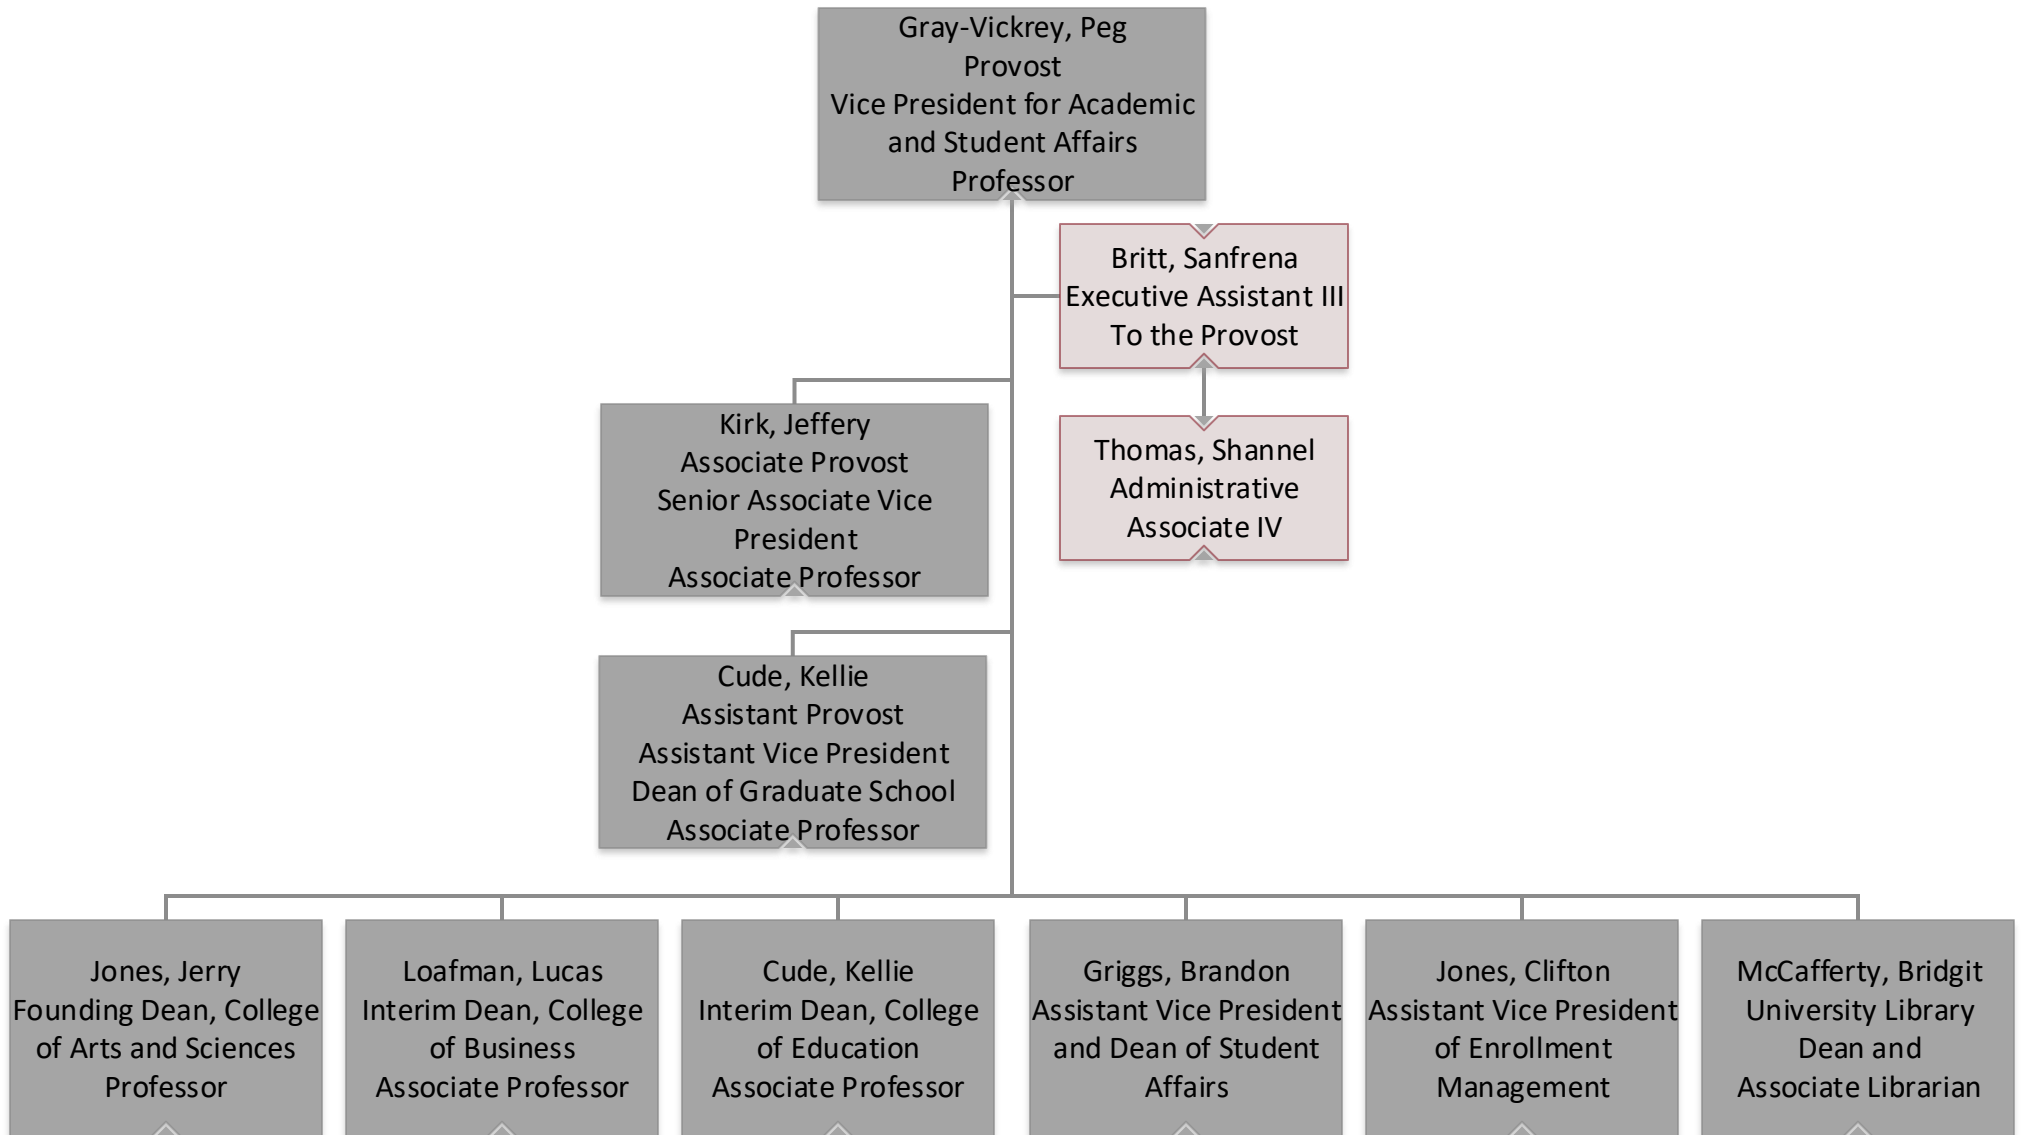 Gray-Vickrey, Peg
Provost
Vice President for Academic
and Student Affairs
Professor
Britt, Sanfrena
Executive Assistant III
To the Provost
Kirk, Jeffery
Associate Provost
Senior Associate Vice
President
Associate Professor
Thomas, Shannel
Administrative
Associate IV
Cude, Kellie
Assistant Provost
Assistant Vice President
Dean of Graduate School
Associate Professor
Jones, Jerry
Founding Dean, College
of Arts and Sciences
Professor
Loafman, Lucas
Interim Dean, College
of Business
Associate Professor
Cude, Kellie
Interim Dean, College
of Education
Associate Professor
Griggs, Brandon
Assistant Vice President
and Dean of Student
Affairs
Jones, Clifton
Assistant Vice President
of Enrollment
Management
McCafferty, Bridgit
University Library
Dean and
Associate Librarian